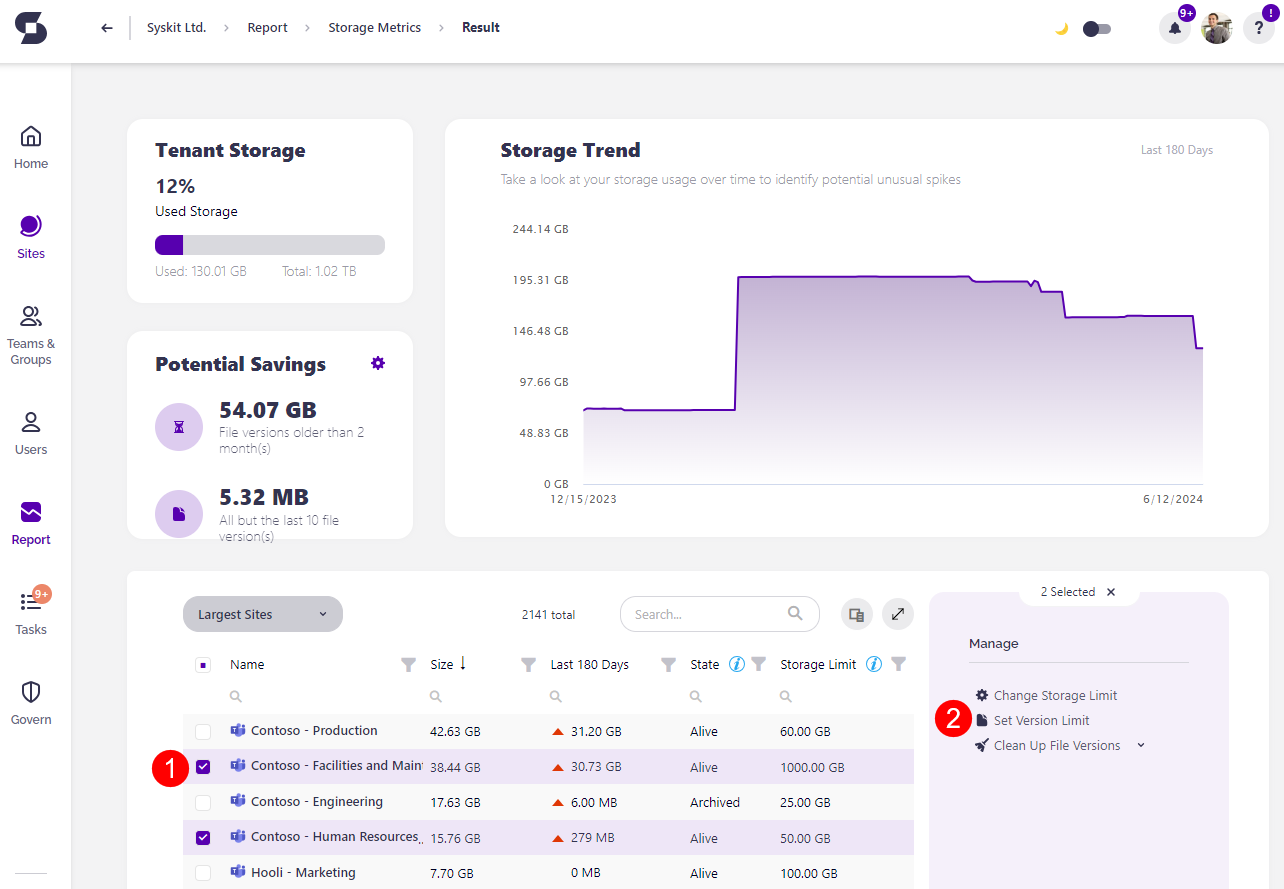 Syskit Ltd. › Report › Storage Metrics › Result
9+
!
?
Home
Sites
Teams &
Groups
Users
Report
9+
Tasks
Govern
Tenant Storage
12%
Used Storage
Used: 130.01 GB Total: 1.02 TB
Potential Savings
54.07 GB
File versions older than 2
month(s)
5.32 MB
All but the last 10 file
version(s)
Storage Trend
Last 180 Days
Take a look at your storage usage over time to identify potential unusual spikes
244.14 GB
195.31 GB
146.48 GB
97.66 GB
48.83 GB
0 GB
12/15/2023
6/12/2024
Largest Sites
2141 total
Search...
Name Size Last 180 Days State Storage Limit
Contoso - Production 42.63 GB 31.20 GB Alive 60.00 GB
1
Contoso - Facilities and Main 38.44 GB 30.73 GB Alive 1000.00 GB
Contoso - Engineering 17.63 GB 6.00 MB Archived 25.00 GB
Contoso - Human Resources 15.76 GB 279 MB Alive 50.00 GB
Hooli - Marketing 7.70 GB 0 MB Alive 100.00 GB
2 Selected
Manage
Change Storage Limit
2
Set Version Limit
Clean Up File Versions